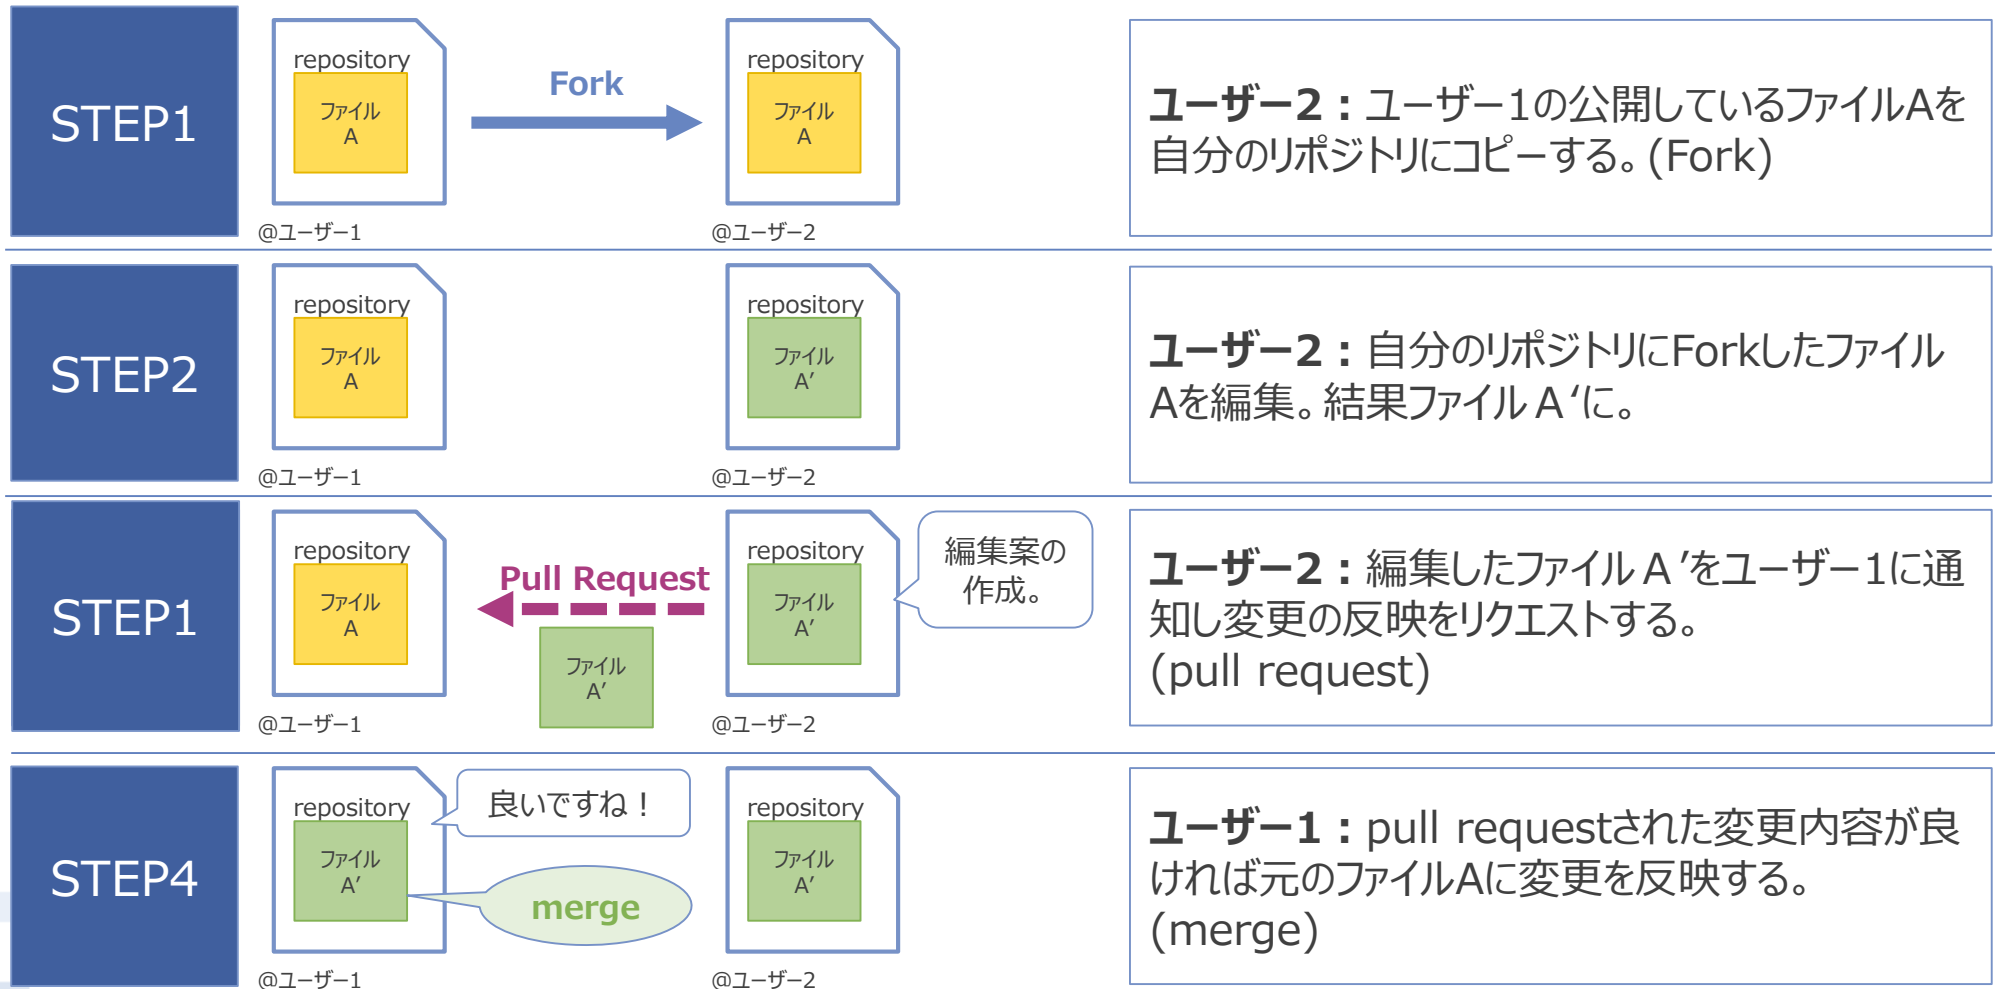 STEP1
repository
ファイル
A
@ユーザー1
Fork
repository
ファイル
A
@ユーザー2
ユーザー2：ユーザー1の公開しているファイルAを
自分のリポジトリにコピーする。(Fork)
STEP2
repository
ファイル
A
@ユーザー1
repository
ファイル
A’
@ユーザー2
ユーザー2：自分のリポジトリにForkしたファイル
Aを編集。結果ファイルA‘に。
STEP1
repository
ファイル
A
@ユーザー1
Pull Request
ファイル
A’
repository
ファイル
A’
@ユーザー2
編集案の
作成。
ユーザー2：編集したファイルA’をユーザー1に通
知し変更の反映をリクエストする。
(pull request)
STEP4
repository
ファイル
A’
@ユーザー1
良いですね！
merge
repository
ファイル
A’
@ユーザー2
ユーザー1：pull requestされた変更内容が良
ければ元のファイルAに変更を反映する。
(merge)